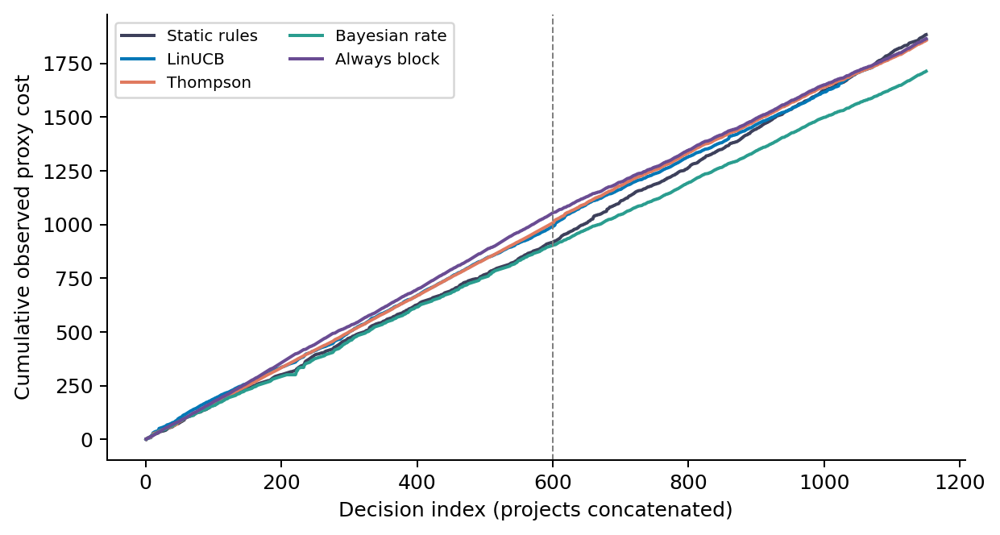 Static rules
LinUCB
Thompson
Bayesian rate
Always block
Cumulative observed proxy cost
1750
1500
1250
1000
750
500
250
0
0 200 400 600 800 1000 1200
Decision index (projects concatenated)